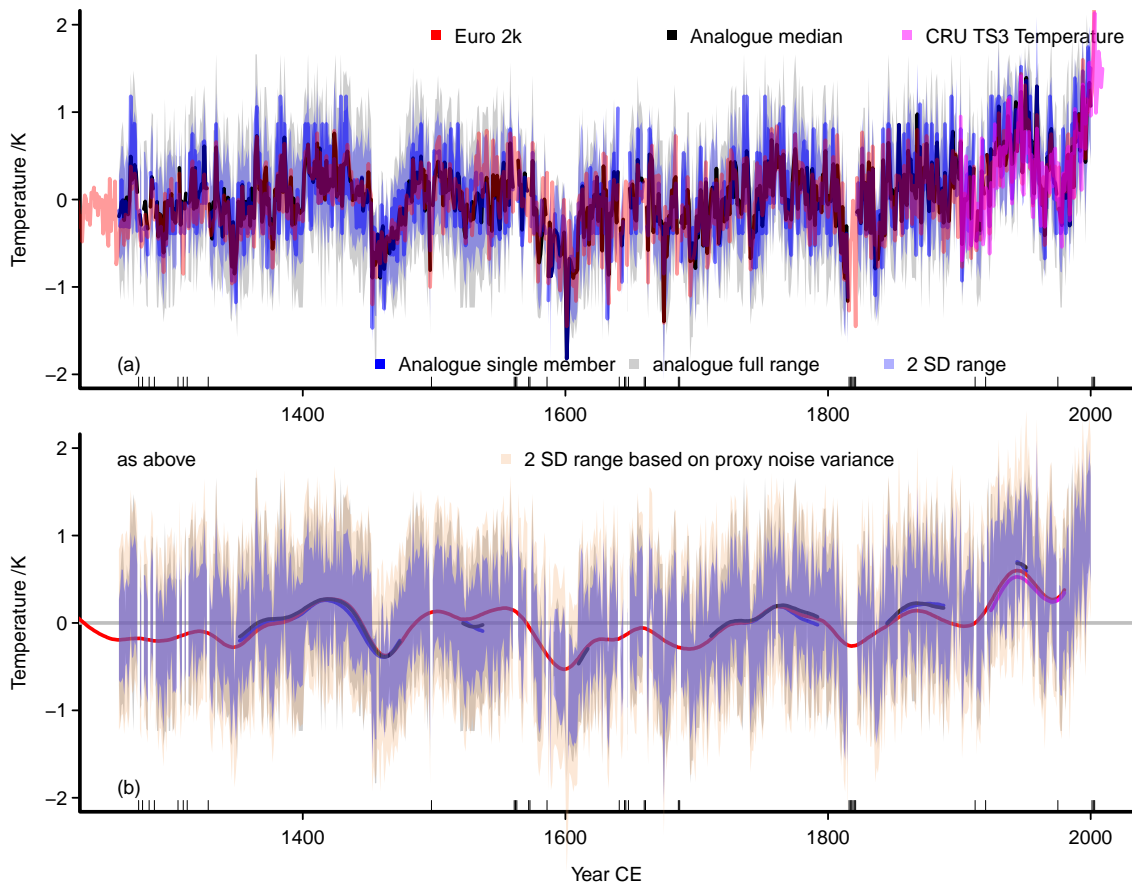 2
Euro 2k
Analogue median
CRU TS3 Temperature
1
0
Temperature /K
−1
−2
(a)
Analogue single member
analogue full range
2 SD range
1400
1600
1800
2000
2
as above
2 SD range based on proxy noise variance
1
0
Temperature /K
−1
−2
(b)
1400
1600
1800
2000
Year CE